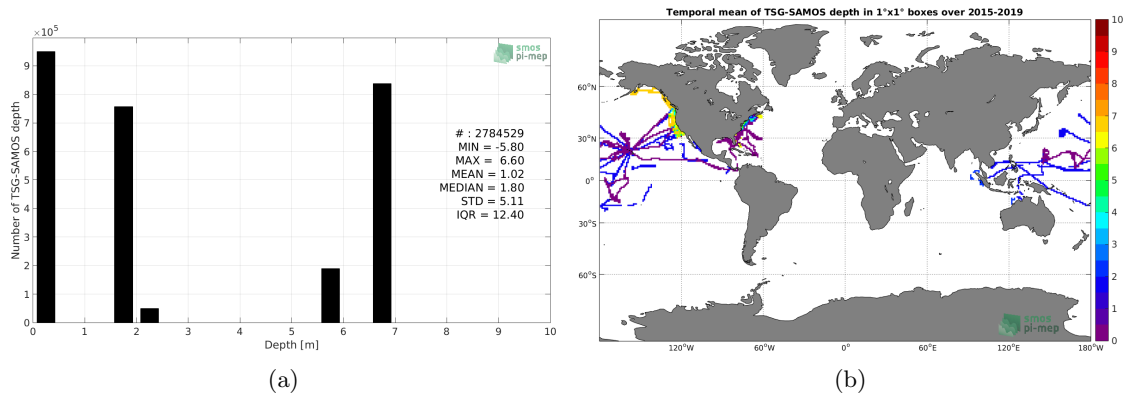 ×10⁵
9
8
7
6
5
4
3
2
1
0
Number of TSG-SAMOS depth
0 1 2 3 4 5 6 7 8 9 10
Depth [m]
smos
pi-mep
# : 2784529
MIN = -5.80
MAX = 6.60
MEAN = 1.02
MEDIAN = 1.80
STD = 5.11
IQR = 12.40
(a)
Temporal mean of TSG-SAMOS depth in 1°x1° boxes over 2015-2019
60°N
30°N
0°
30°S
60°S
120°W 60°W 0° 60°E 120°E 180°W
smos
pi-mep
10
9
8
7
6
5
4
3
2
1
0
(b)